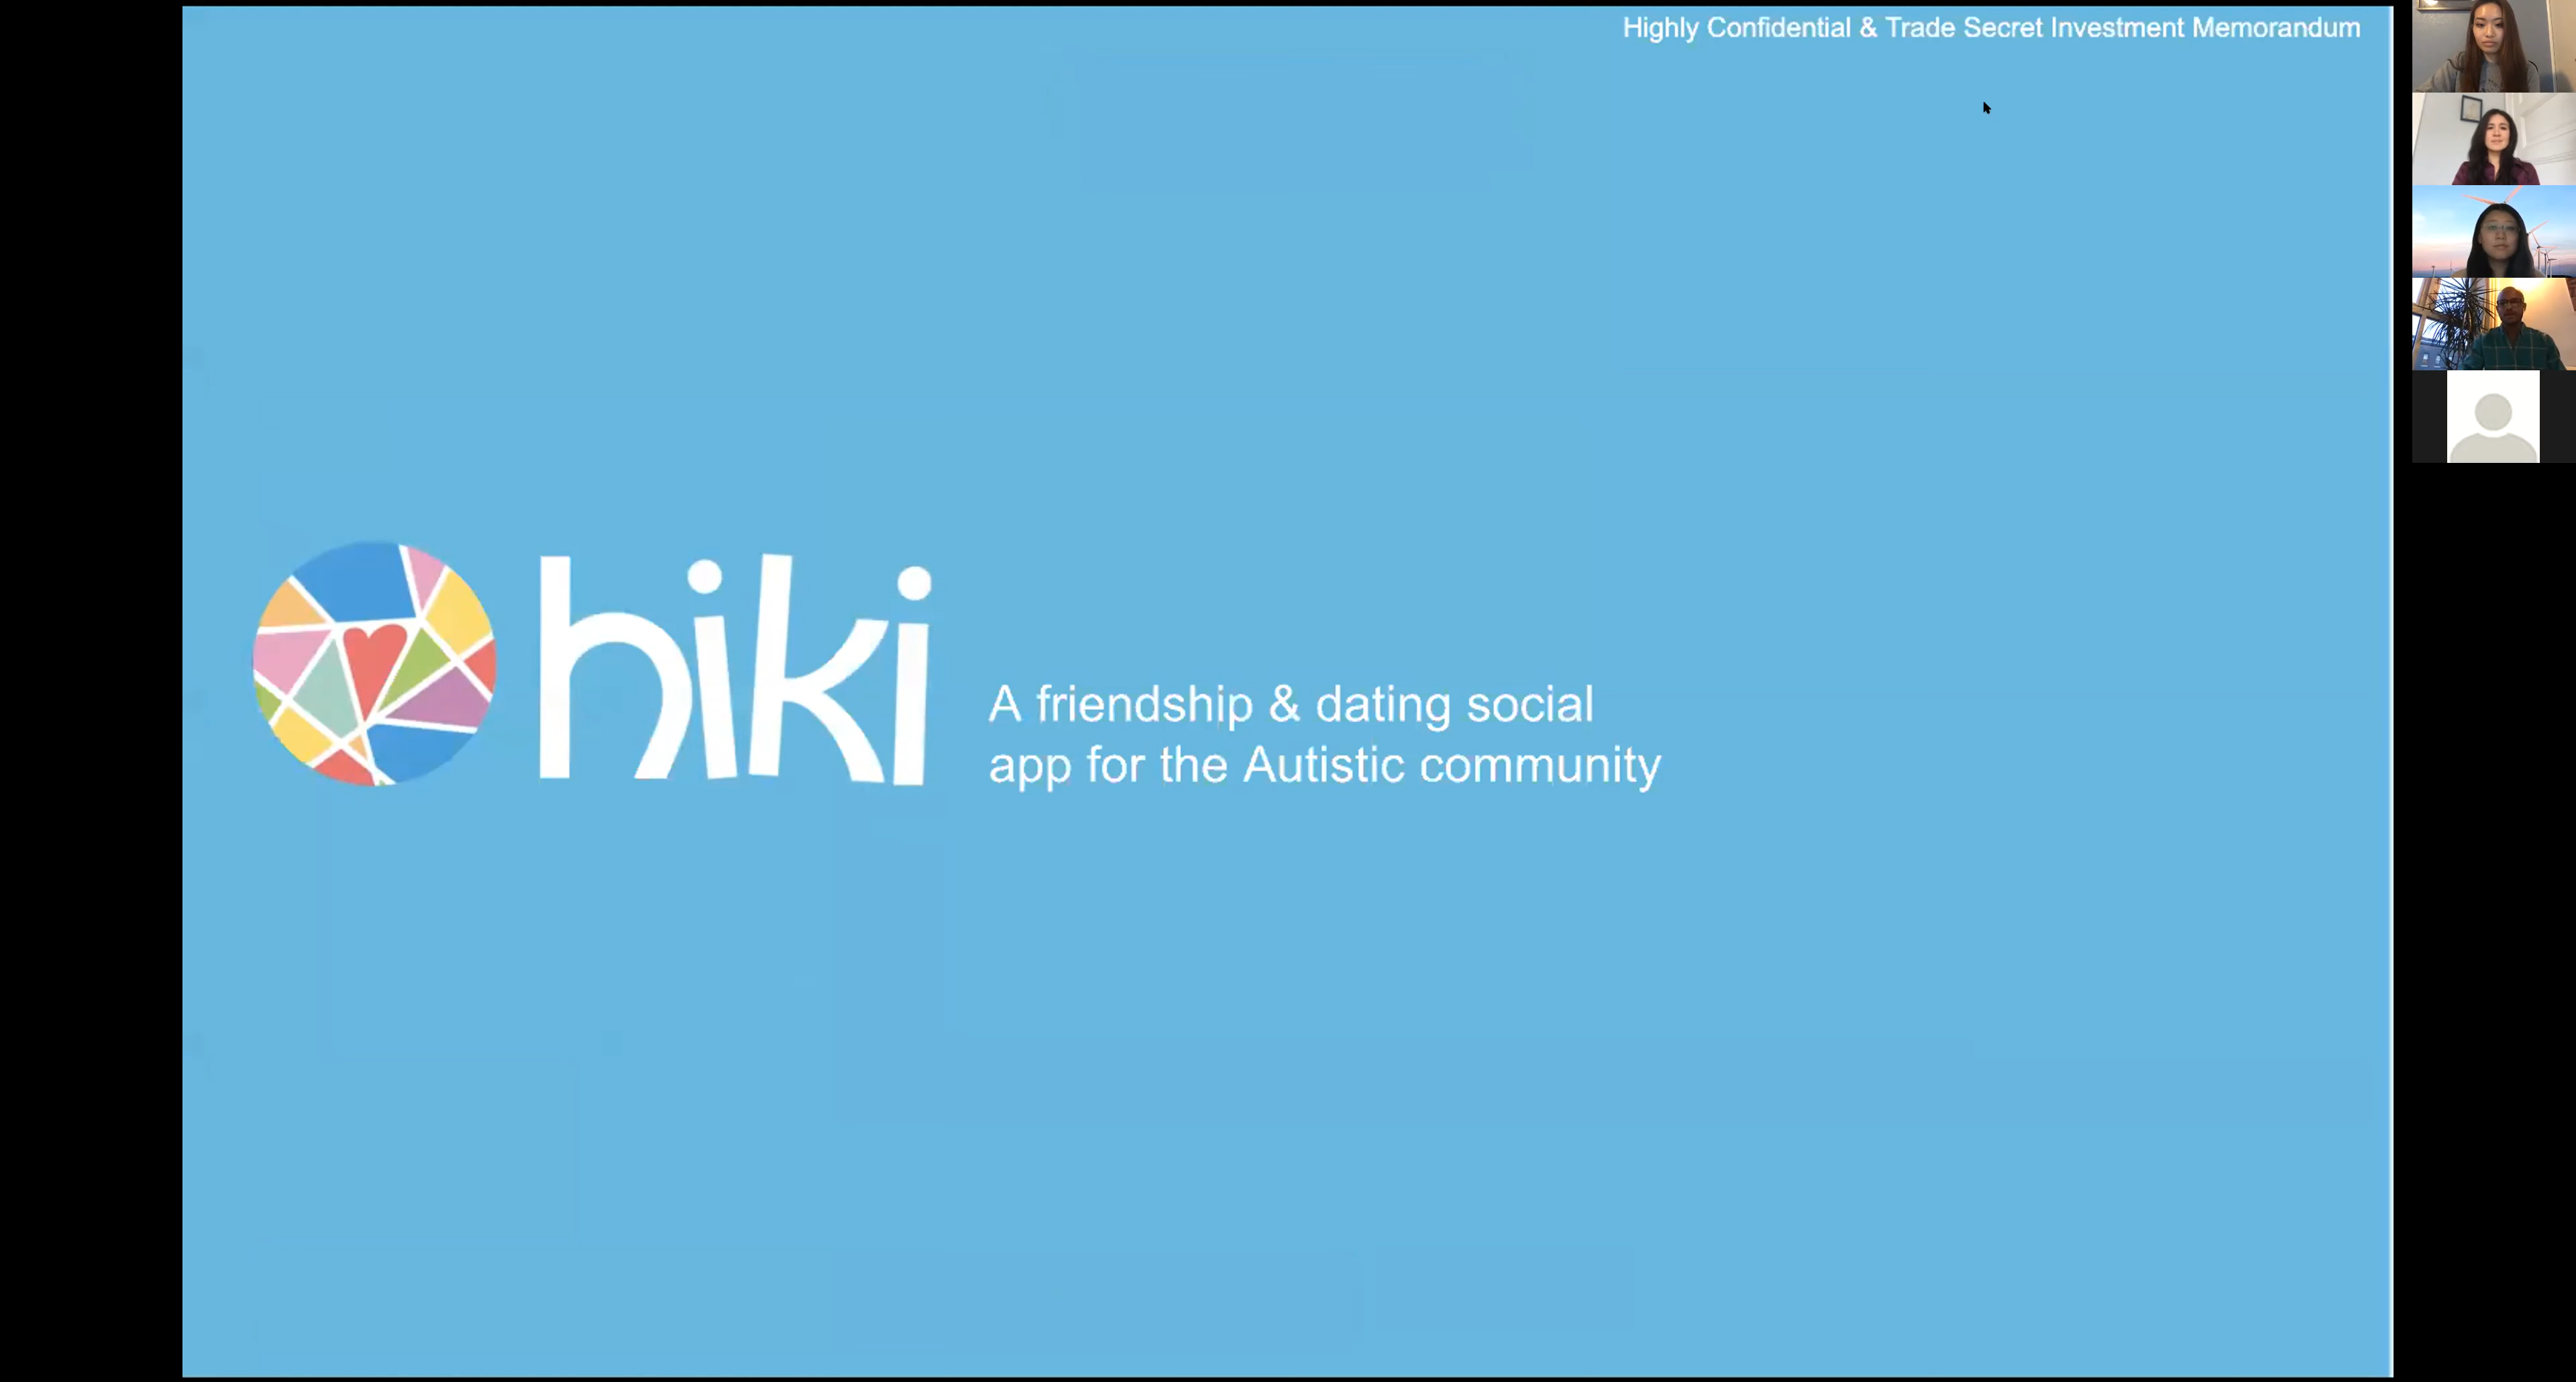 Highly Confidential & Trade Secret Investment Memorandum
hiki
A friendship & dating social
app for the Autistic community